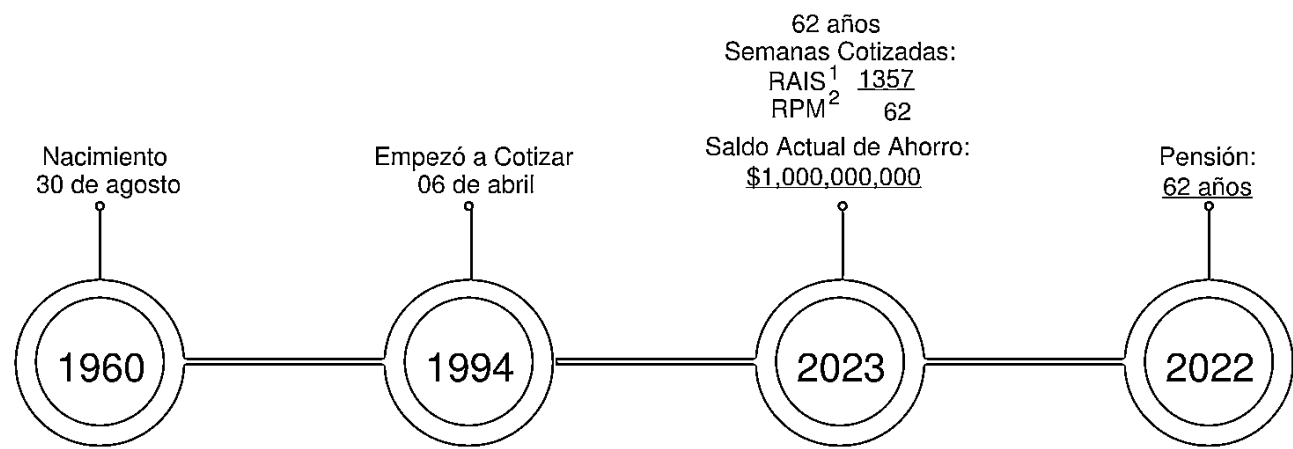 Nacimiento
30 de agosto
1960
Empezó a Cotizar
06 de abril
1994
62 años
Semanas Cotizadas:
RAIS¹ 1357
RPM² 62
Saldo Actual de Ahorro:
$1,000,000,000
2023
Pensión:
62 años
2022